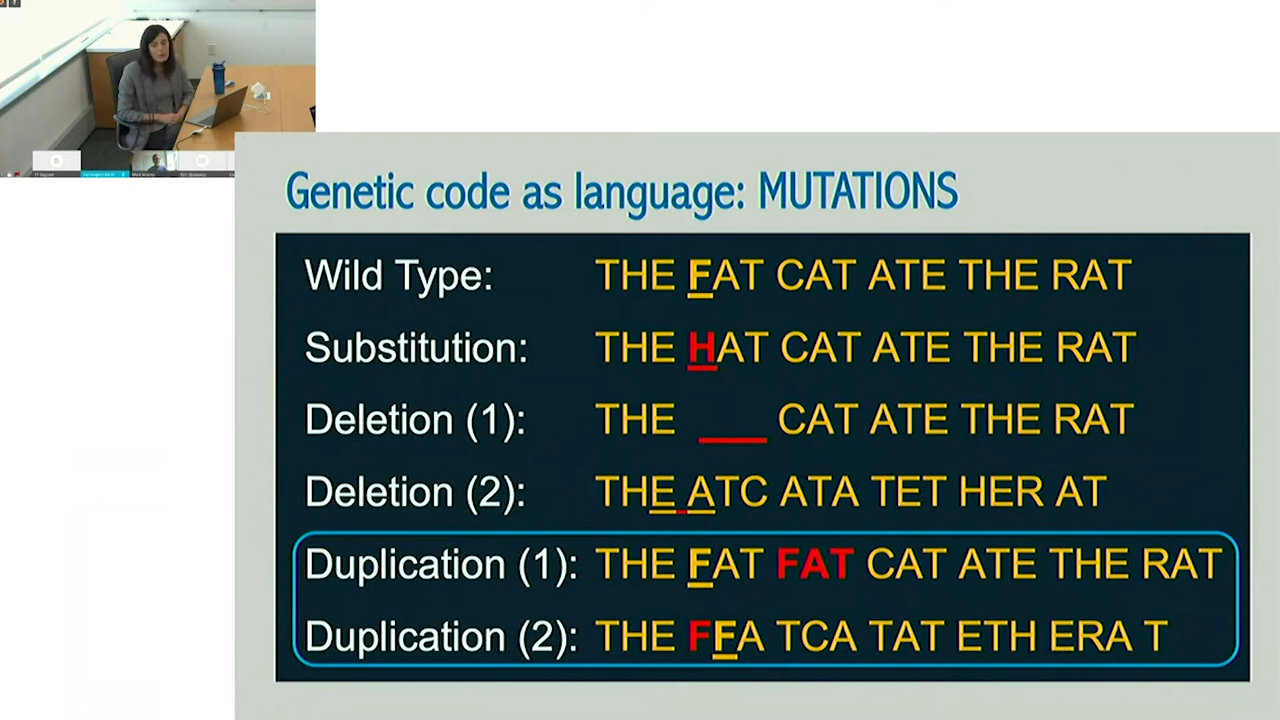 Genetic code as language: MUTATIONS
Wild Type: THE FAT CAT ATE THE RAT
Substitution: THE HAT CAT ATE THE RAT
Deletion (1): THE ___ CAT ATE THE RAT
Deletion (2): THE ATC ATA TET HER AT
Duplication (1): THE FAT FAT CAT ATE THE RAT
Duplication (2): THE FFA TCA TAT ETH ERA T